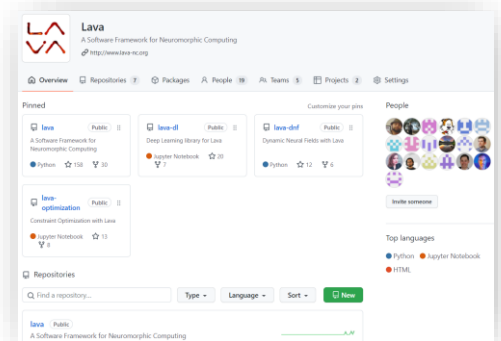 LAVA
Lava
A Software Framework for Neuromorphic Computing
http://www.lava-nc.org
Overview Repositories 7 Packages People 19 Teams 5 Projects 2 Settings
Pinned
Customize your pins
lava Public
A Software Framework for
Neuromorphic Computing
Python 158 30
lava-dl Public
Deep Learning library for Lava
Jupyter Notebook 20
7
lava-dnf Public
Dynamic Neural Fields with Lava
Python 12 6
lava-
optimization Public
Constraint Optimization with Lava
Jupyter Notebook 13
8
People
Invite someone
Top languages
Python Jupyter Notebook
HTML
Repositories
Find a repository...
Type Language Sort New
lava Public
A Software Framework for Neuromorphic Computing